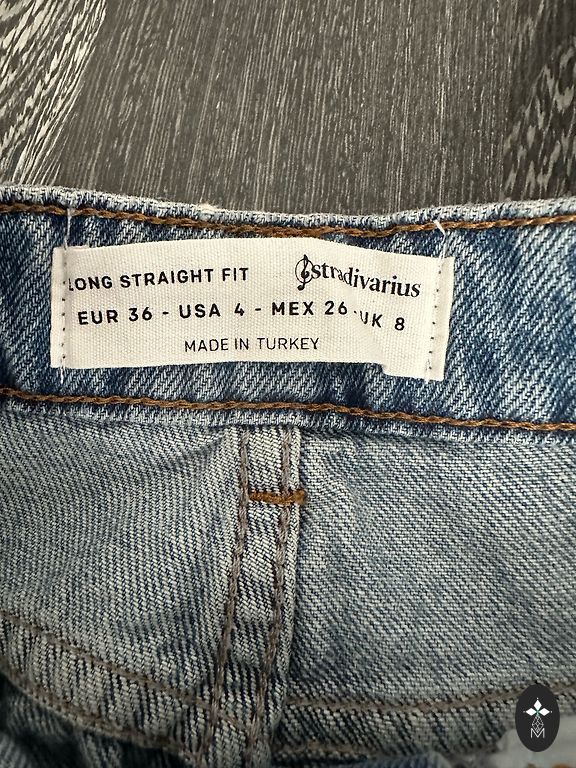 LONG STRAIGHT FIT stradivarius
EUR 36 - USA 4 - MEX 26 - UK 8
MADE IN TURKEY